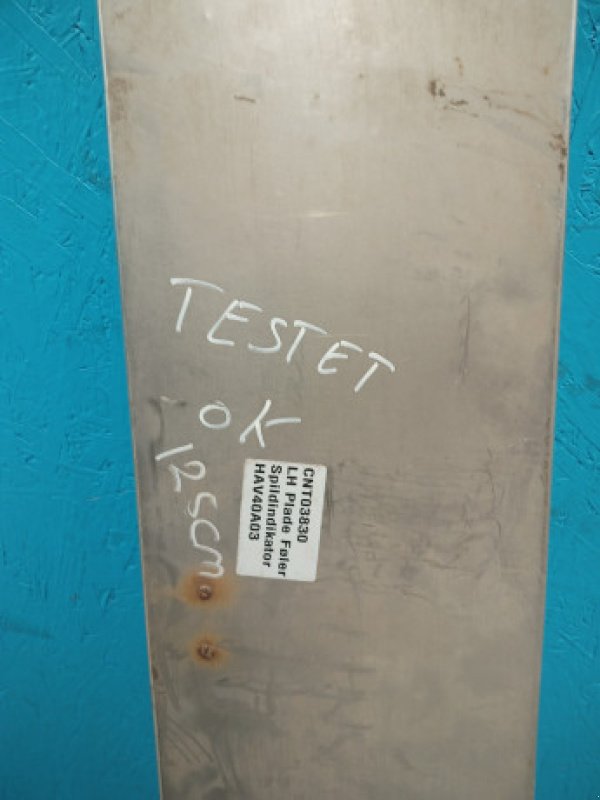 TESTET
OK
125cm
CNT03830
LH Plade Føler
Spildindikator
HAV40A03